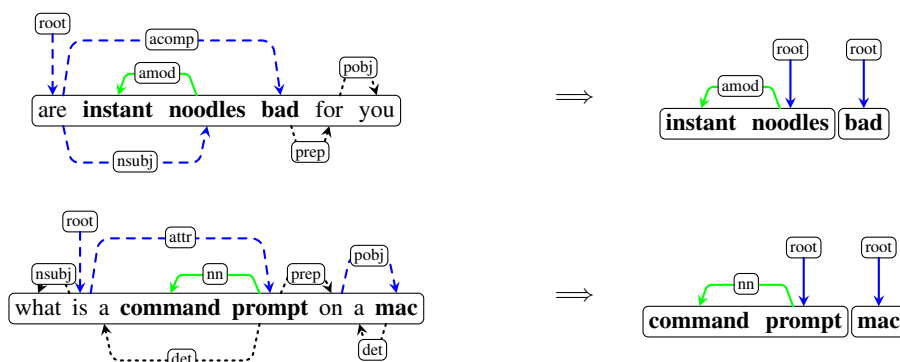 root
acomp
amod
pobj
are instant noodles bad for you
nsubj
prep
⟹
root root
amod
instant noodles bad
root
attr
nsubj nn prep pobj
what is a command prompt on a mac
det det
⟹
root root
nn
command prompt mac